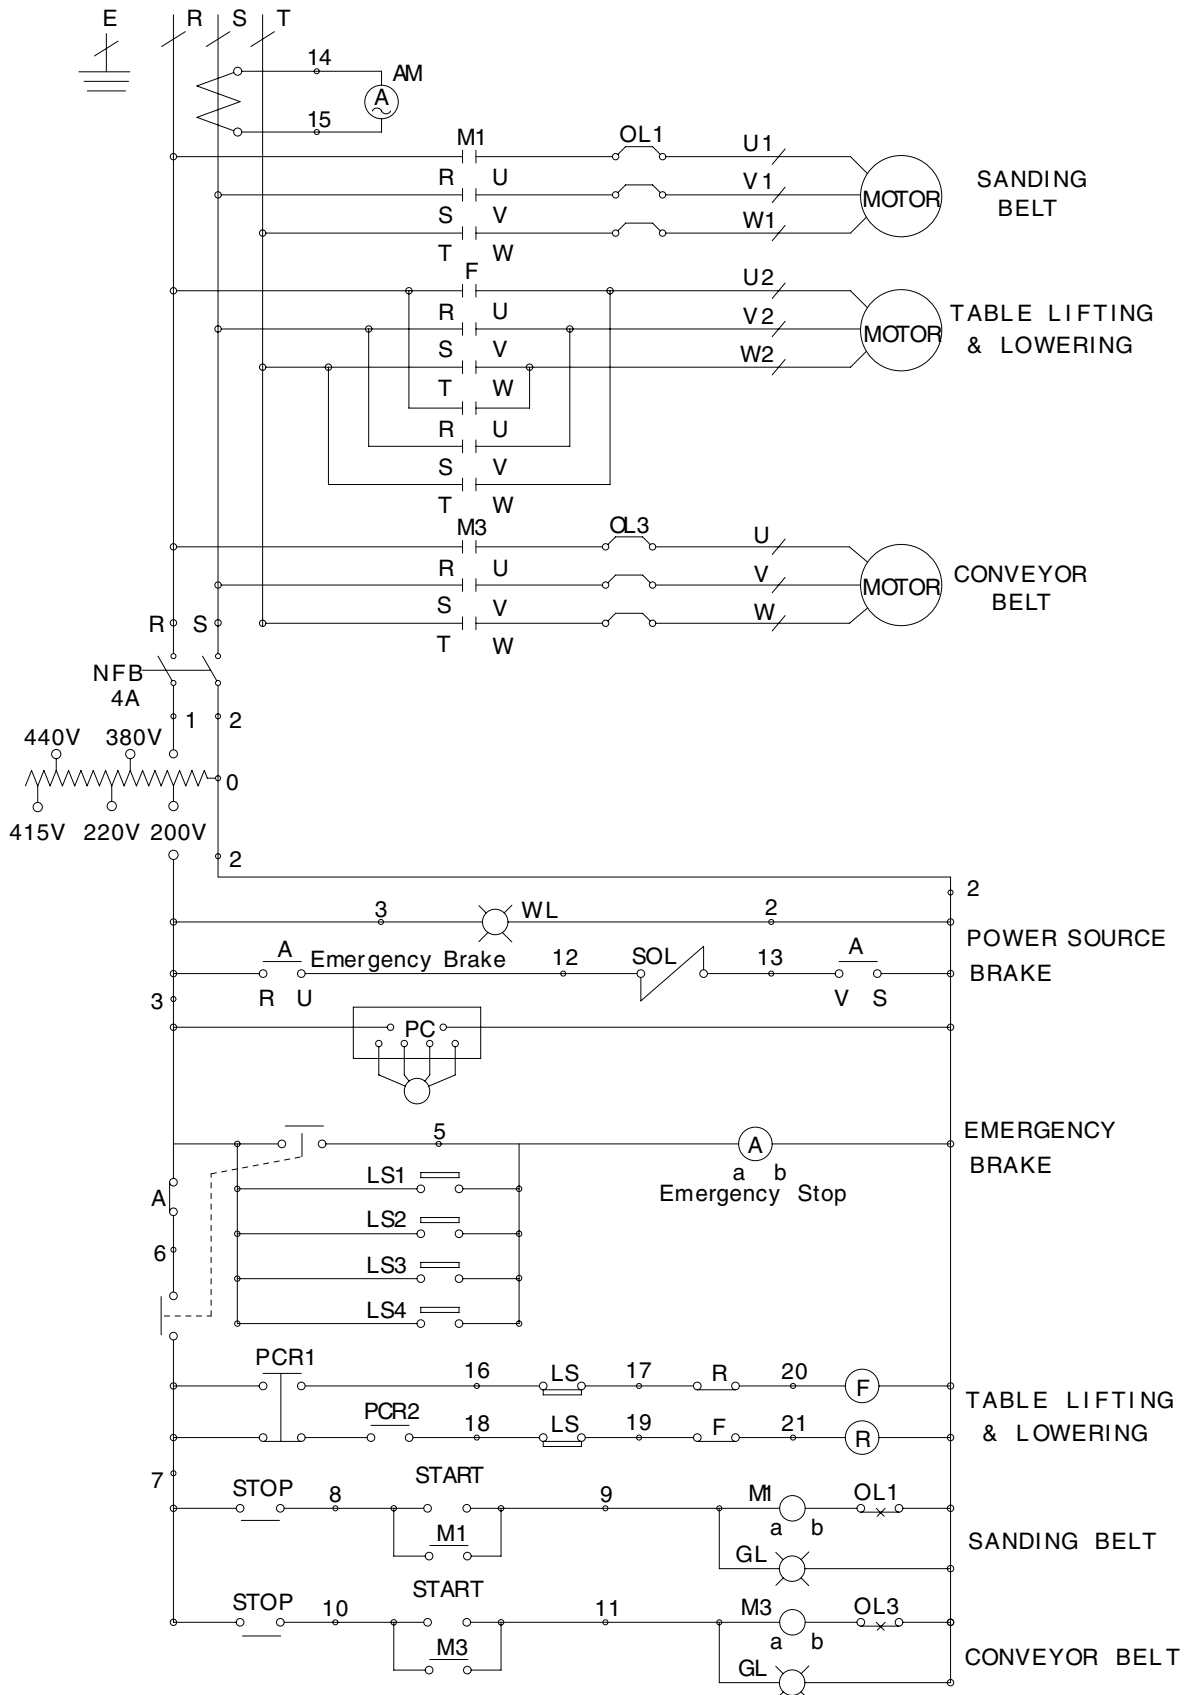 E R S T
14
AM
A
15
M1 OL1 U1
R U V1
SANDING
BELT
MOTOR
S V W1
T W
F U2
R U V2
TABLE LIFTING
& LOWERING
MOTOR
S V W2
T W
R U
S V
T W
M3 OL3 U
R U V
CONVEYOR
BELT
MOTOR
S V W
T W
R S
NFB
4A
1 2
440V 380V
0
415V 220V 200V
2
2
3 WL 2
POWER SOURCE
A Emergency Brake 12 SOL 13 A
BRAKE
R U V S
3
PC
5 A
EMERGENCY
BRAKE
a b
Emergency Stop
LS1
A
LS2
6
LS3
LS4
PCR1 16 LS 17 R 20 F
TABLE LIFTING
& LOWERING
PCR2 18 LS 19 F 21 R
7
STOP 8 START 9 M1 OL1
M1 a b
SANDING BELT
GL
STOP 10 START 11 M3 OL3
M3 a b
CONVEYOR BELT
GL